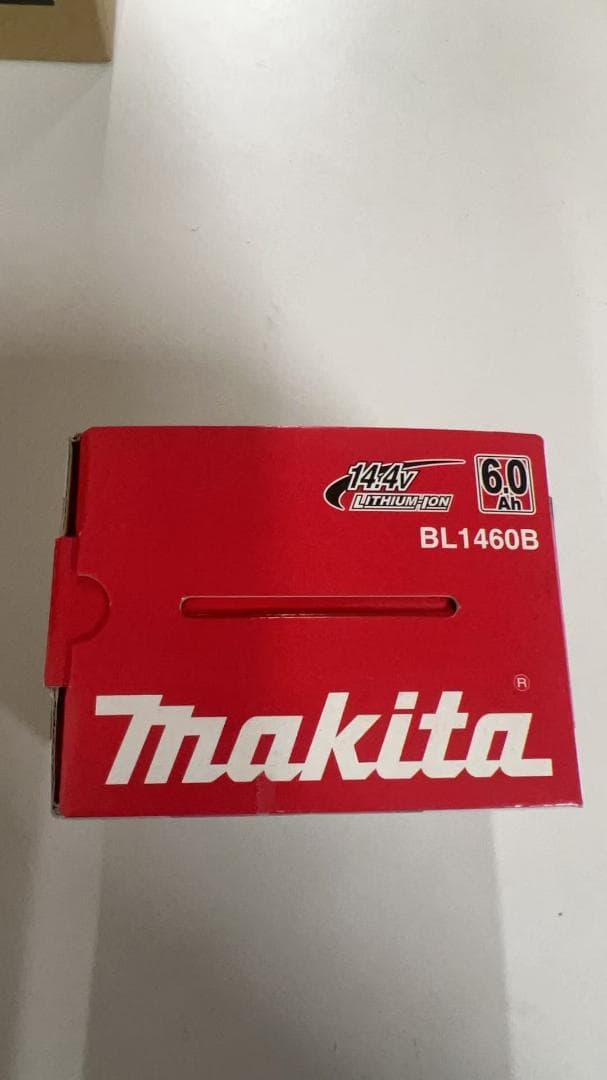 14.4V
LITHIUM-ION
6.0
Ah
BL1460B
makita®